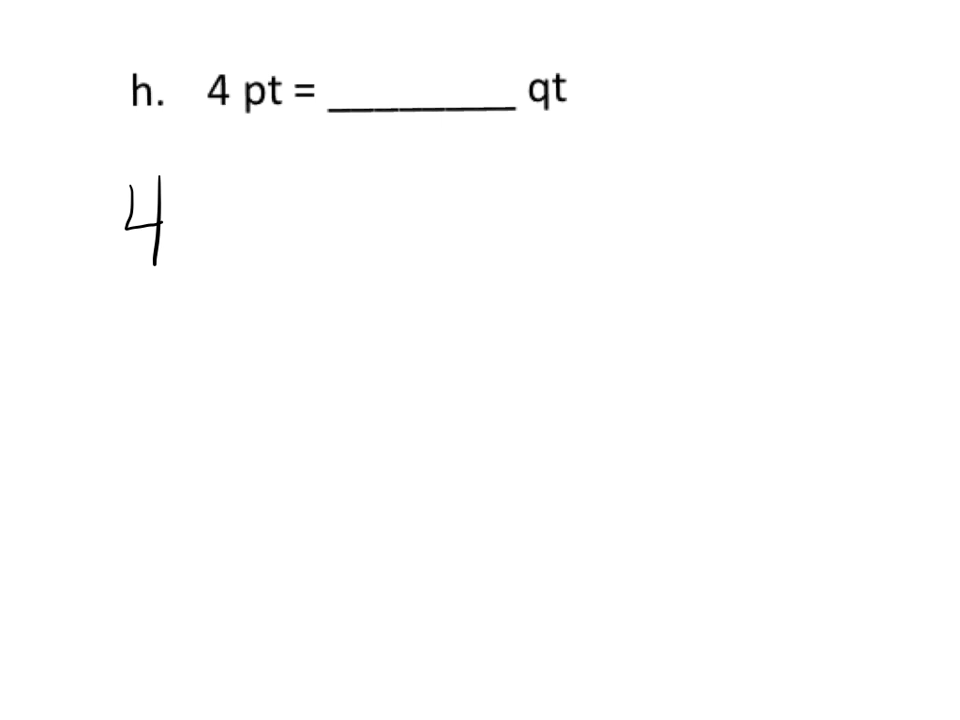 h. 4 pt = ________ qt
4